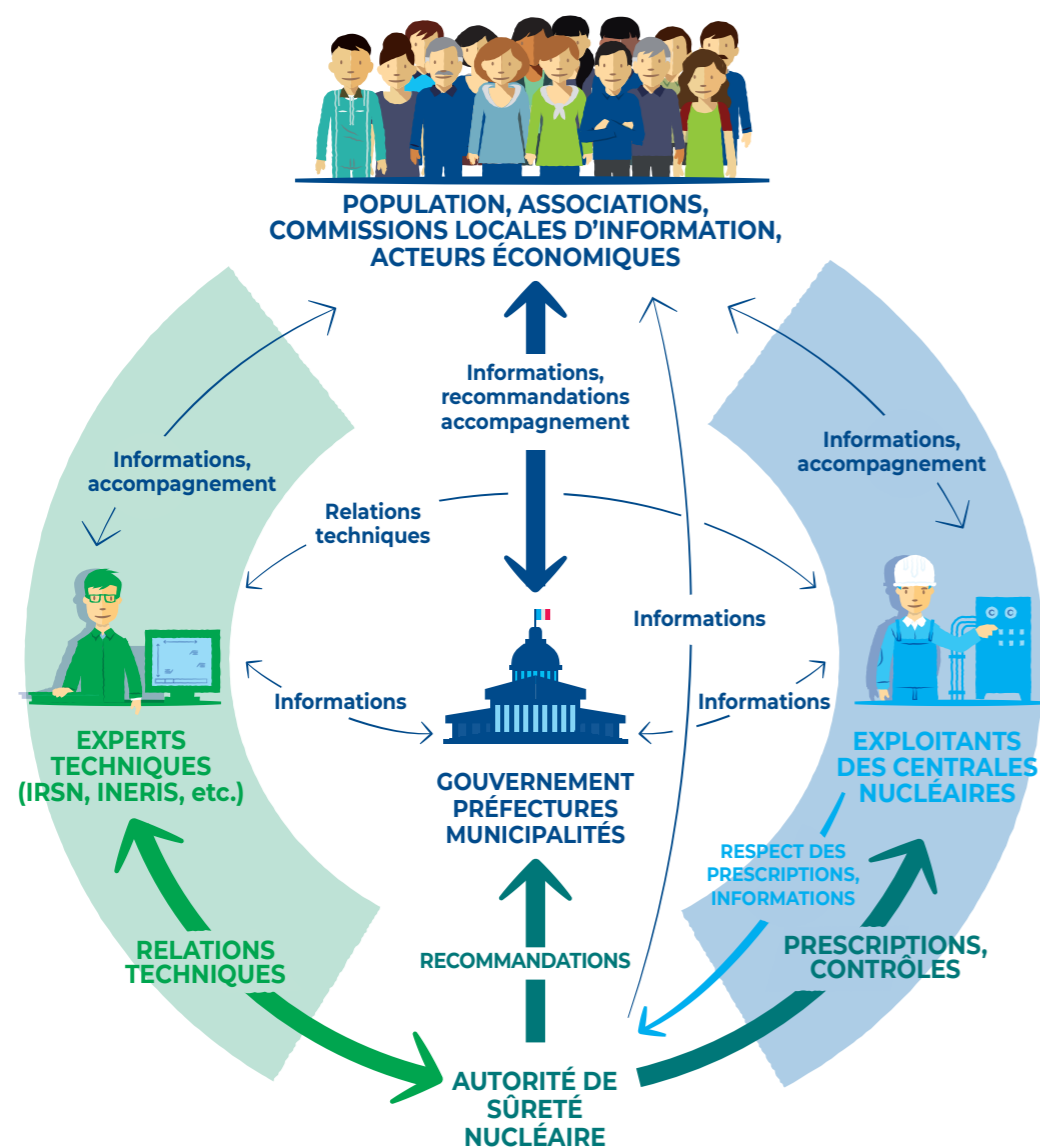 POPULATION, ASSOCIATIONS,
COMMISSIONS LOCALES D'INFORMATION,
ACTEURS ÉCONOMIQUES
Informations,
recommandations
accompagnement
Informations,
accompagnement
Informations,
accompagnement
Relations
techniques
Informations
Informations
Informations
EXPERTS
TECHNIQUES
(IRSN, INERIS, etc.)
GOUVERNEMENT
PRÉFECTURES
MUNICIPALITÉS
EXPLOITANTS
DES CENTRALES
NUCLÉAIRES
RESPECT DES
PRESCRIPTIONS,
INFORMATIONS
RELATIONS
TECHNIQUES
RECOMMANDATIONS
PRESCRIPTIONS,
CONTRÔLES
AUTORITÉ DE
SÛRETÉ
NUCLÉAIRE